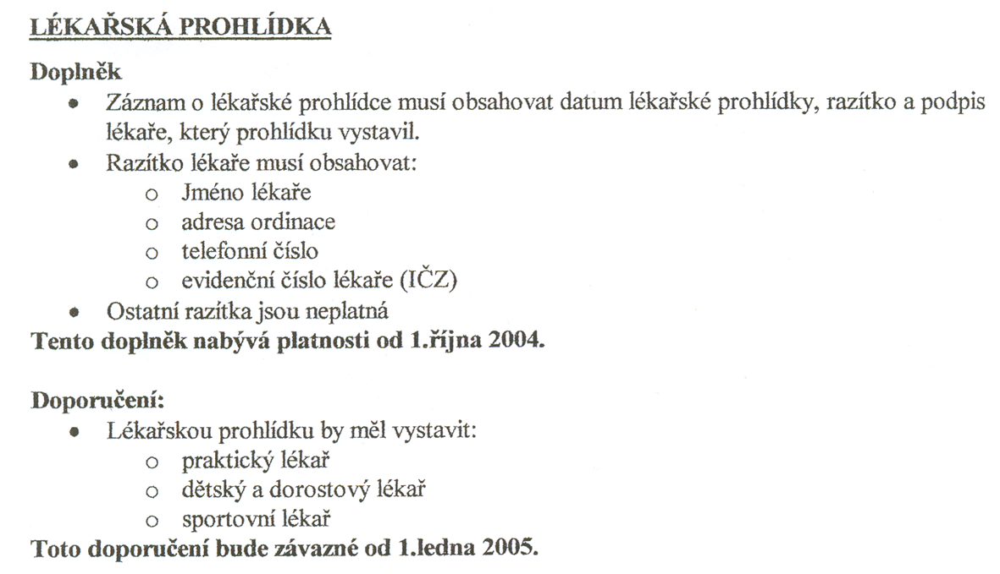 LÉKAŘSKÁ PROHLÍDKA
Doplněk
• Záznam o lékařské prohlídce musí obsahovat datum lékařské prohlídky, razítko a podpis
lékaře, který prohlídku vystavil.
• Razítko lékaře musí obsahovat:
o Jméno lékaře
o adresa ordinace
o telefonní číslo
o evidenční číslo lékaře (IČZ)
• Ostatní razítka jsou neplatná
Tento doplněk nabývá platnosti od 1.října 2004.
Doporučení:
• Lékařskou prohlídku by měl vystavit:
o praktický lékař
o dětský a dorostový lékař
o sportovní lékař
Toto doporučení bude závazné od 1.ledna 2005.